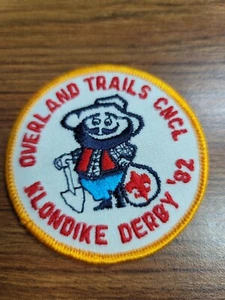 OVERLAND TRAILS CNCL
KLONDIKE DERBY '82